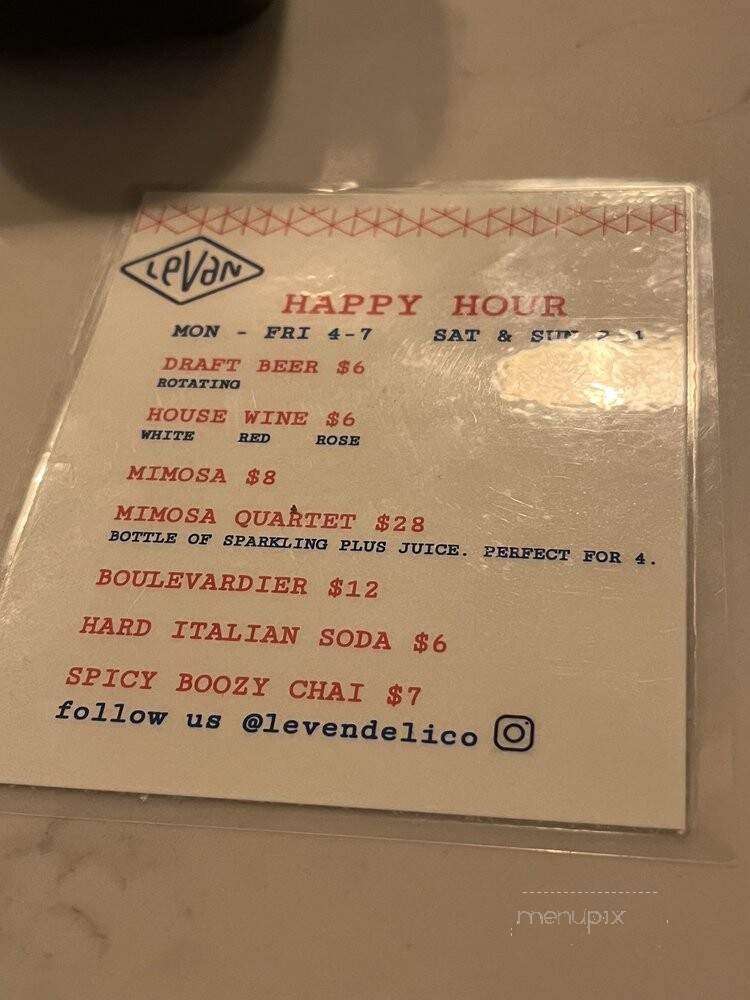 LeVaN
HAPPY HOUR
MON - FRI 4-7 SAT & SUN
DRAFT BEER $6
ROTATING
HOUSE WINE $6
WHITE RED ROSE
MIMOSA $8
MIMOSA QUARTET $28
BOTTLE OF SPARKLING PLUS JUICE. PERFECT FOR 4.
BOULEVARDIER $12
HARD ITALIAN SODA $6
SPICY BOOZY CHAI $7
follow us @levendelico
menupix